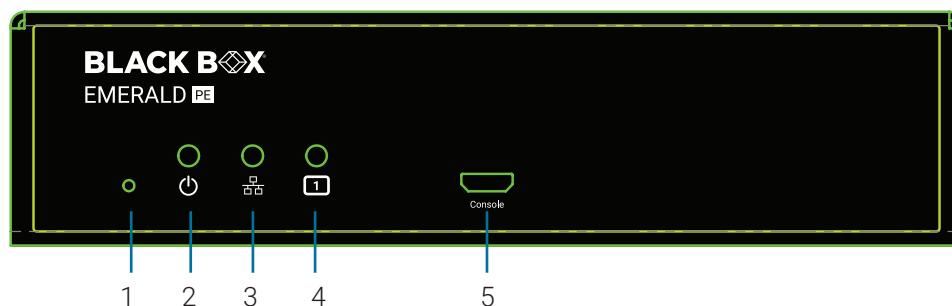 BLACK BOX
EMERALD PE
1
Console
1 2 3 4 5